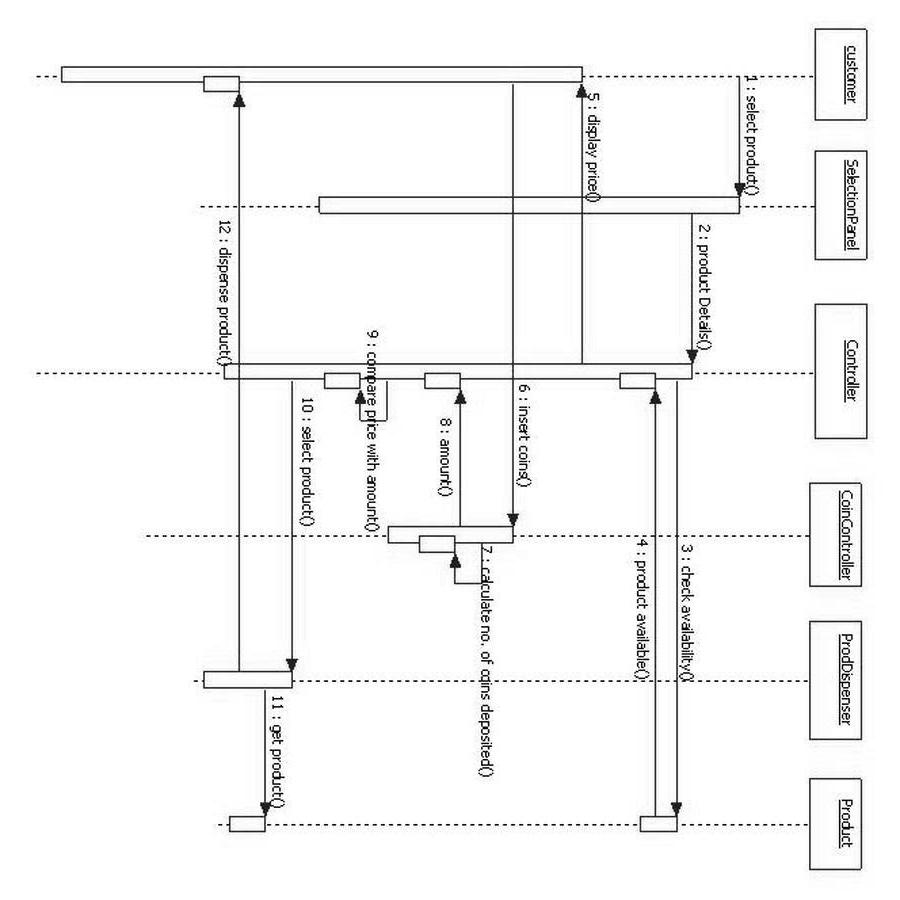 customer
SelectionPanel
Controller
CoinController
ProdDispenser
Product
1 : select product()
2 : product Details()
3 : check availability()
4 : product available()
5 : display price()
6 : insert coins()
7 : calculate no. of coins deposited()
8 : amount()
9 : compare price with amount()
10 : select product()
11 : get product()
12 : dispense product()